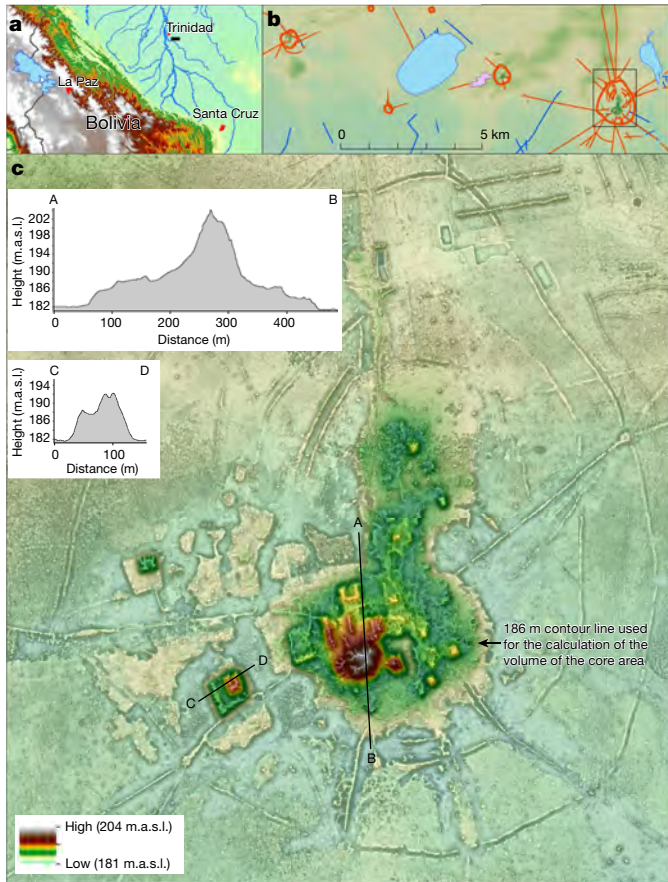 a
Trinidad
La Paz
Bolivia
Santa Cruz
b
0 5 km
c
A B
Height (m.a.s.l.)
202
198
194
190
186
182
0 100 200 300 400
Distance (m)
C D
Height (m.a.s.l.)
194
190
186
182
0 100
Distance (m)
A
186 m contour line used
for the calculation of the
volume of the core area
D
C
B
High (204 m.a.s.l.)
Low (181 m.a.s.l.)